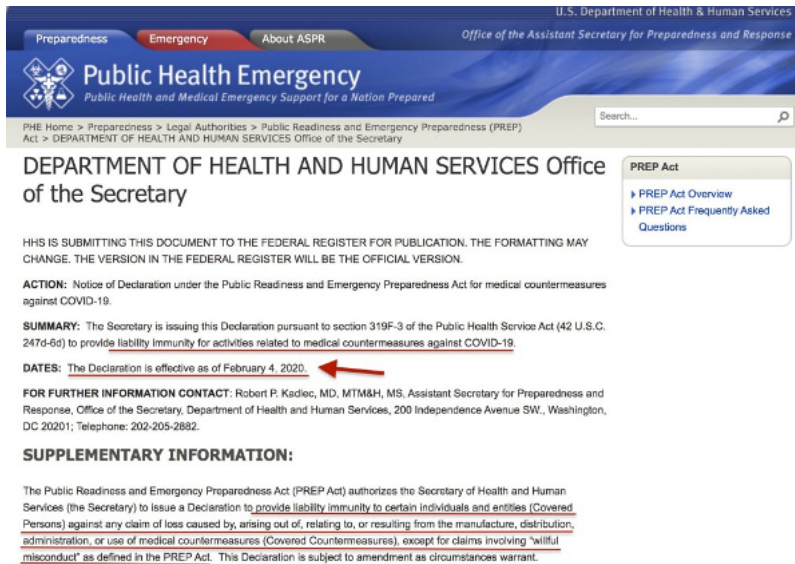 U.S. Department of Health & Human Services
Preparedness
Emergency
About ASPR
Office of the Assistant Secretary for Preparedness and Response
Public Health Emergency
Public Health and Medical Emergency Support for a Nation Prepared
Search...
PHE Home > Preparedness > Legal Authorities > Public Readiness and Emergency Preparedness (PREP)
Act > DEPARTMENT OF HEALTH AND HUMAN SERVICES Office of the Secretary
DEPARTMENT OF HEALTH AND HUMAN SERVICES Office
of the Secretary
PREP Act
PREP Act Overview
PREP Act Frequently Asked
Questions
HHS IS SUBMITTING THIS DOCUMENT TO THE FEDERAL REGISTER FOR PUBLICATION. THE FORMATTING MAY
CHANGE. THE VERSION IN THE FEDERAL REGISTER WILL BE THE OFFICIAL VERSION.
ACTION: Notice of Declaration under the Public Readiness and Emergency Preparedness Act for medical countermeasures
against COVID-19.
SUMMARY: The Secretary is issuing this Declaration pursuant to section 319F-3 of the Public Health Service Act (42 U.S.C.
247d-6d) to provide liability immunity for activities related to medical countermeasures against COVID-19.
DATES: The Declaration is effective as of February 4, 2020.
FOR FURTHER INFORMATION CONTACT: Robert P. Kadlec, MD, MTM&H, MS, Assistant Secretary for Preparedness and
Response, Office of the Secretary, Department of Health and Human Services, 200 Independence Avenue SW., Washington,
DC 20201; Telephone: 202-205-2882.
SUPPLEMENTARY INFORMATION:
The Public Readiness and Emergency Preparedness Act (PREP Act) authorizes the Secretary of Health and Human
Services (the Secretary) to issue a Declaration to provide liability immunity to certain individuals and entities (Covered
Persons) against any claim of loss caused by, arising out of, relating to, or resulting from the manufacture, distribution,
administration, or use of medical countermeasures (Covered Countermeasures), except for claims involving "willful
misconduct" as defined in the PREP Act. This Declaration is subject to amendment as circumstances warrant.